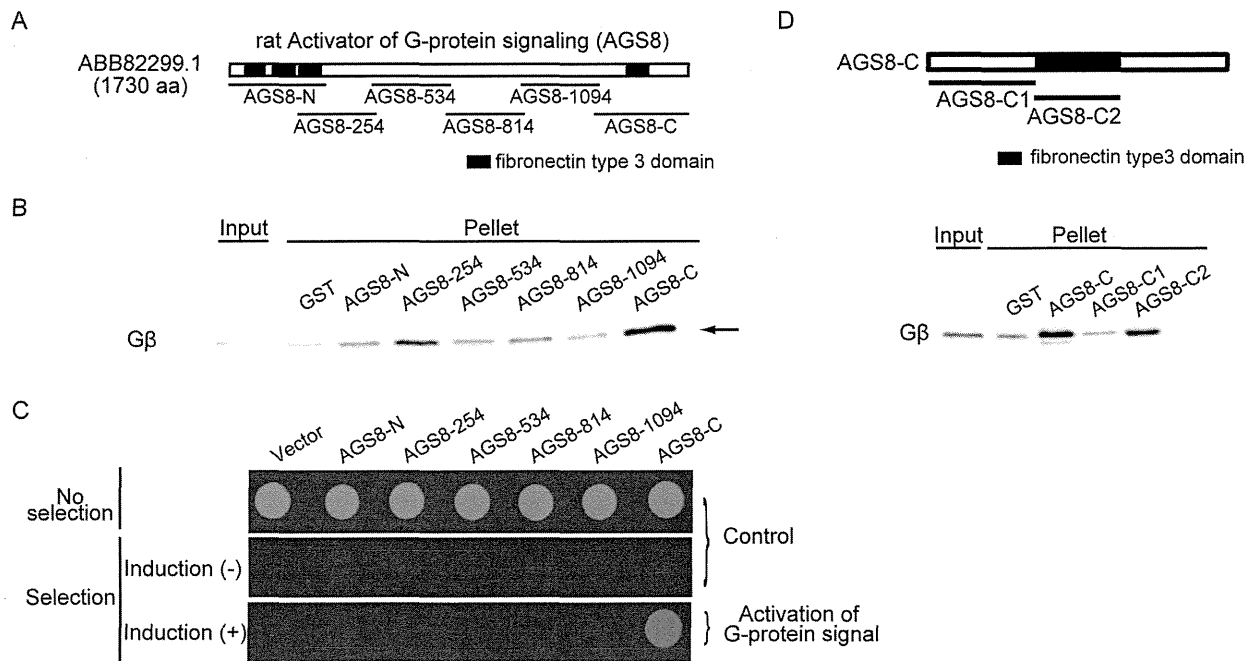 A
rat Activator of G-protein signaling (AGS8)
ABB82299.1
(1730 aa)
AGS8-N
AGS8-534
AGS8-1094
AGS8-254
AGS8-814
AGS8-C
fibronectin type 3 domain
B
Input
Pellet
GST
AGS8-N
AGS8-254
AGS8-534
AGS8-814
AGS8-1094
AGS8-C
Gβ
C
Vector
AGS8-N
AGS8-254
AGS8-534
AGS8-814
AGS8-1094
AGS8-C
No
selection
Control
Induction (-)
Selection
Induction (+)
Activation of
G-protein signal
D
AGS8-C
AGS8-C1
AGS8-C2
fibronectin type3 domain
Input
Pellet
GST
AGS8-C
AGS8-C1
AGS8-C2
Gβ